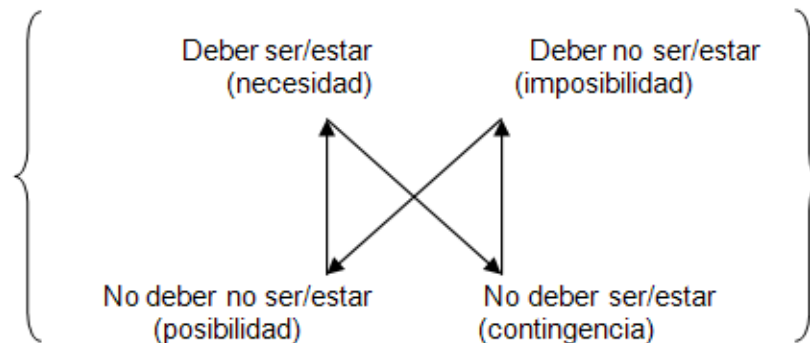 Deber ser/estar
(necesidad)
Deber no ser/estar
(imposibilidad)
No deber no ser/estar
(posibilidad)
No deber ser/estar
(contingencia)